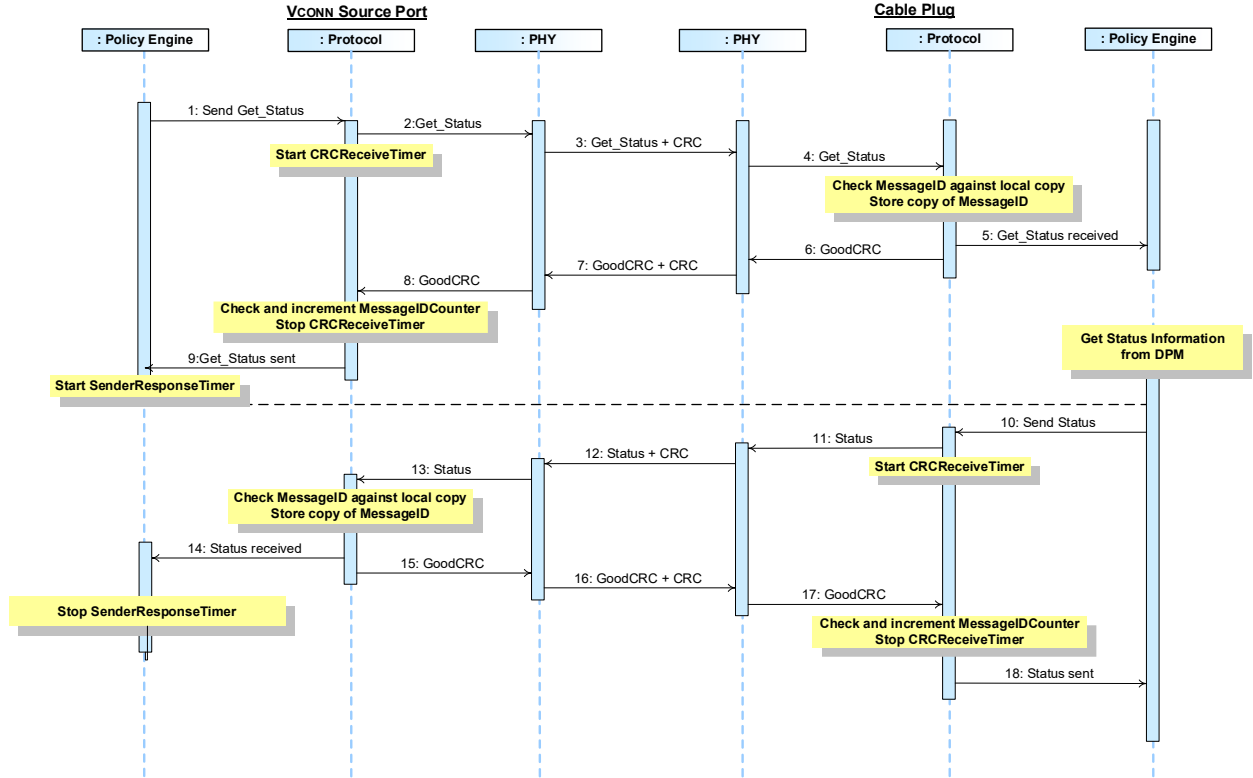 VCONN Source Port
Cable Plug
: Policy Engine
: Protocol
: PHY
: PHY
: Protocol
: Policy Engine
1: Send Get_Status
2:Get_Status
Start CRCReceiveTimer
3: Get_Status + CRC
4: Get_Status
Check MessageID against local copy
Store copy of MessageID
5: Get_Status received
6: GoodCRC
7: GoodCRC + CRC
8: GoodCRC
Check and increment MessageIDCounter
Stop CRCReceiveTimer
Get Status Information
from DPM
9:Get_Status sent
Start SenderResponseTimer
10: Send Status
11: Status
Start CRCReceiveTimer
12: Status + CRC
13: Status
Check MessageID against local copy
Store copy of MessageID
14: Status received
15: GoodCRC
16: GoodCRC + CRC
17: GoodCRC
Stop SenderResponseTimer
Check and increment MessageIDCounter
Stop CRCReceiveTimer
18: Status sent